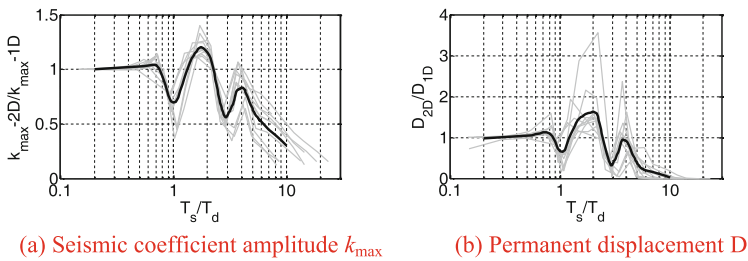 1.5
1
0.5
0
0.1
1
10
k_max-2D/k_max-1D
T_s/T_d
(a) Seismic coefficient amplitude k_max
4
3
2
1
0
0.1
1
10
D_2D/D_1D
T_s/T_d
(b) Permanent displacement D